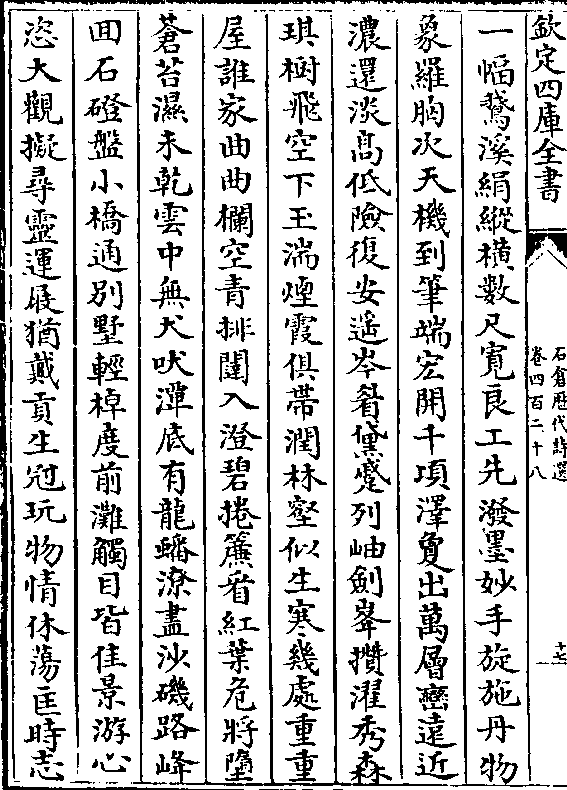 欽定四庫全書
石倉歴代詩選
卷四百二十八
一幅鵞溪絹縱横數尺寛良工先潑墨妙手旋施丹物
象羅胸次天機到筆端宏開千項澤敻出萬層巒逺近
濃還淡髙低險復安遥岑眷黛蹙列岫劍峯攢濯秀森
琪樹飛空下玉湍煙霞俱帶潤林壑似生寒幾處重重
屋誰家曲曲欄空青排闥入澄碧捲簾看紅葉危將墮
蒼苔濕未乾雲中無犬吠潭底有龍蟠潦盡沙磯路峰
囬石磴盤小橋通别墅輕棹度前灘觸目皆佳景游心
恣大觀擬尋靈運屐猶戴貢生冠玩物情休蕩匡時志